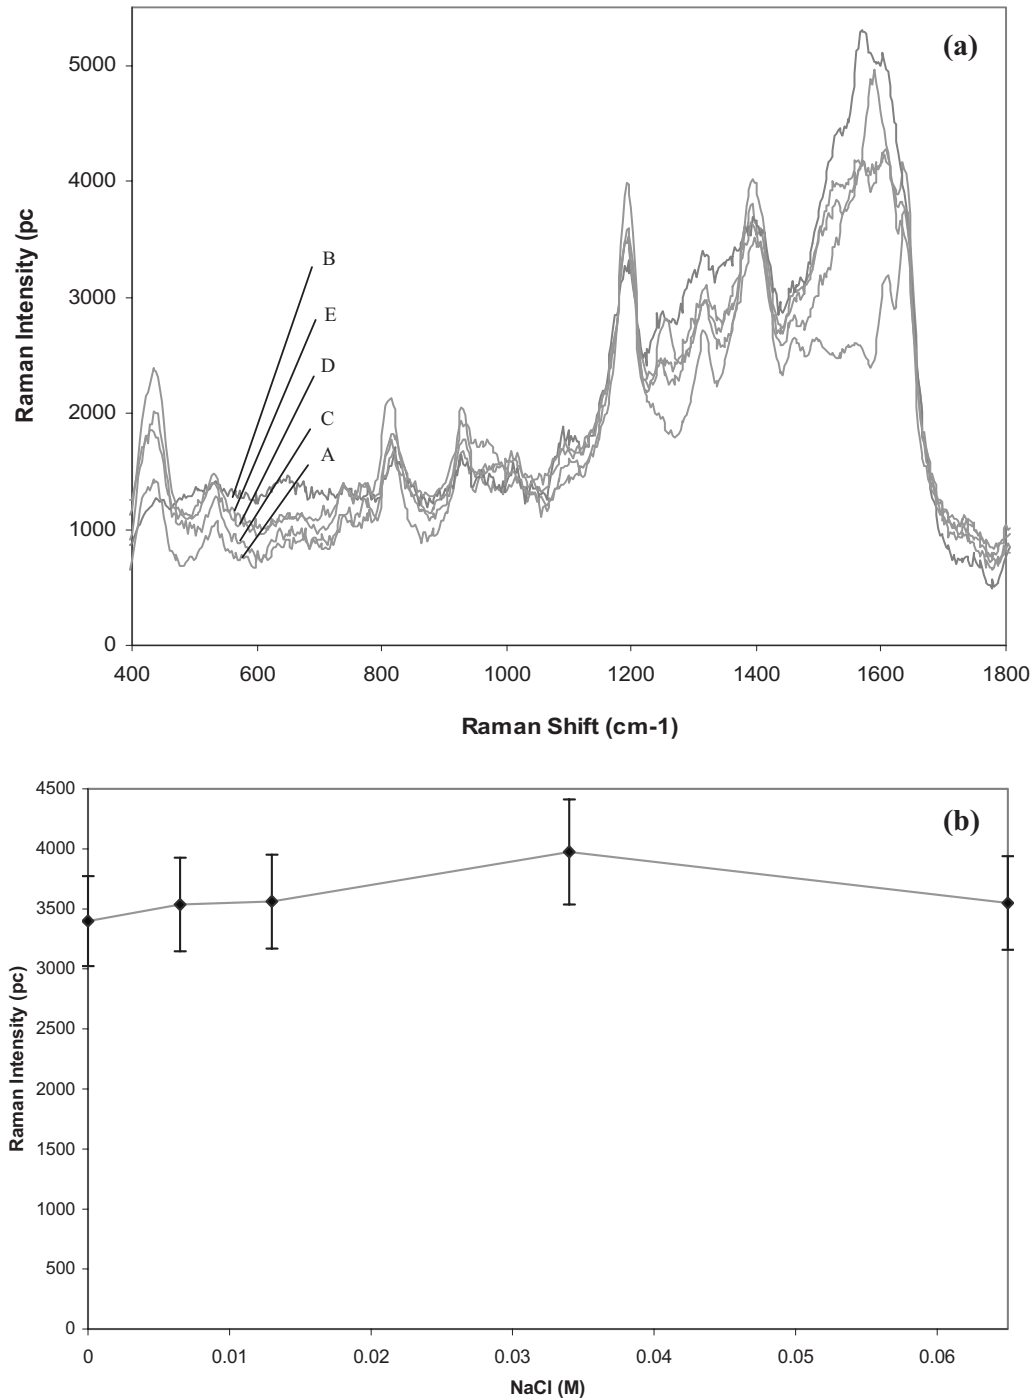 (a)
5000
4000
3000
2000
1000
0
Raman Intensity (pc
B
E
D
C
A
400 600 800 1000 1200 1400 1600 1800
Raman Shift (cm-1)
(b)
4500
4000
3500
3000
2500
2000
1500
1000
500
0
Raman Intensity (pc)
0 0.01 0.02 0.03 0.04 0.05 0.06
NaCl (M)